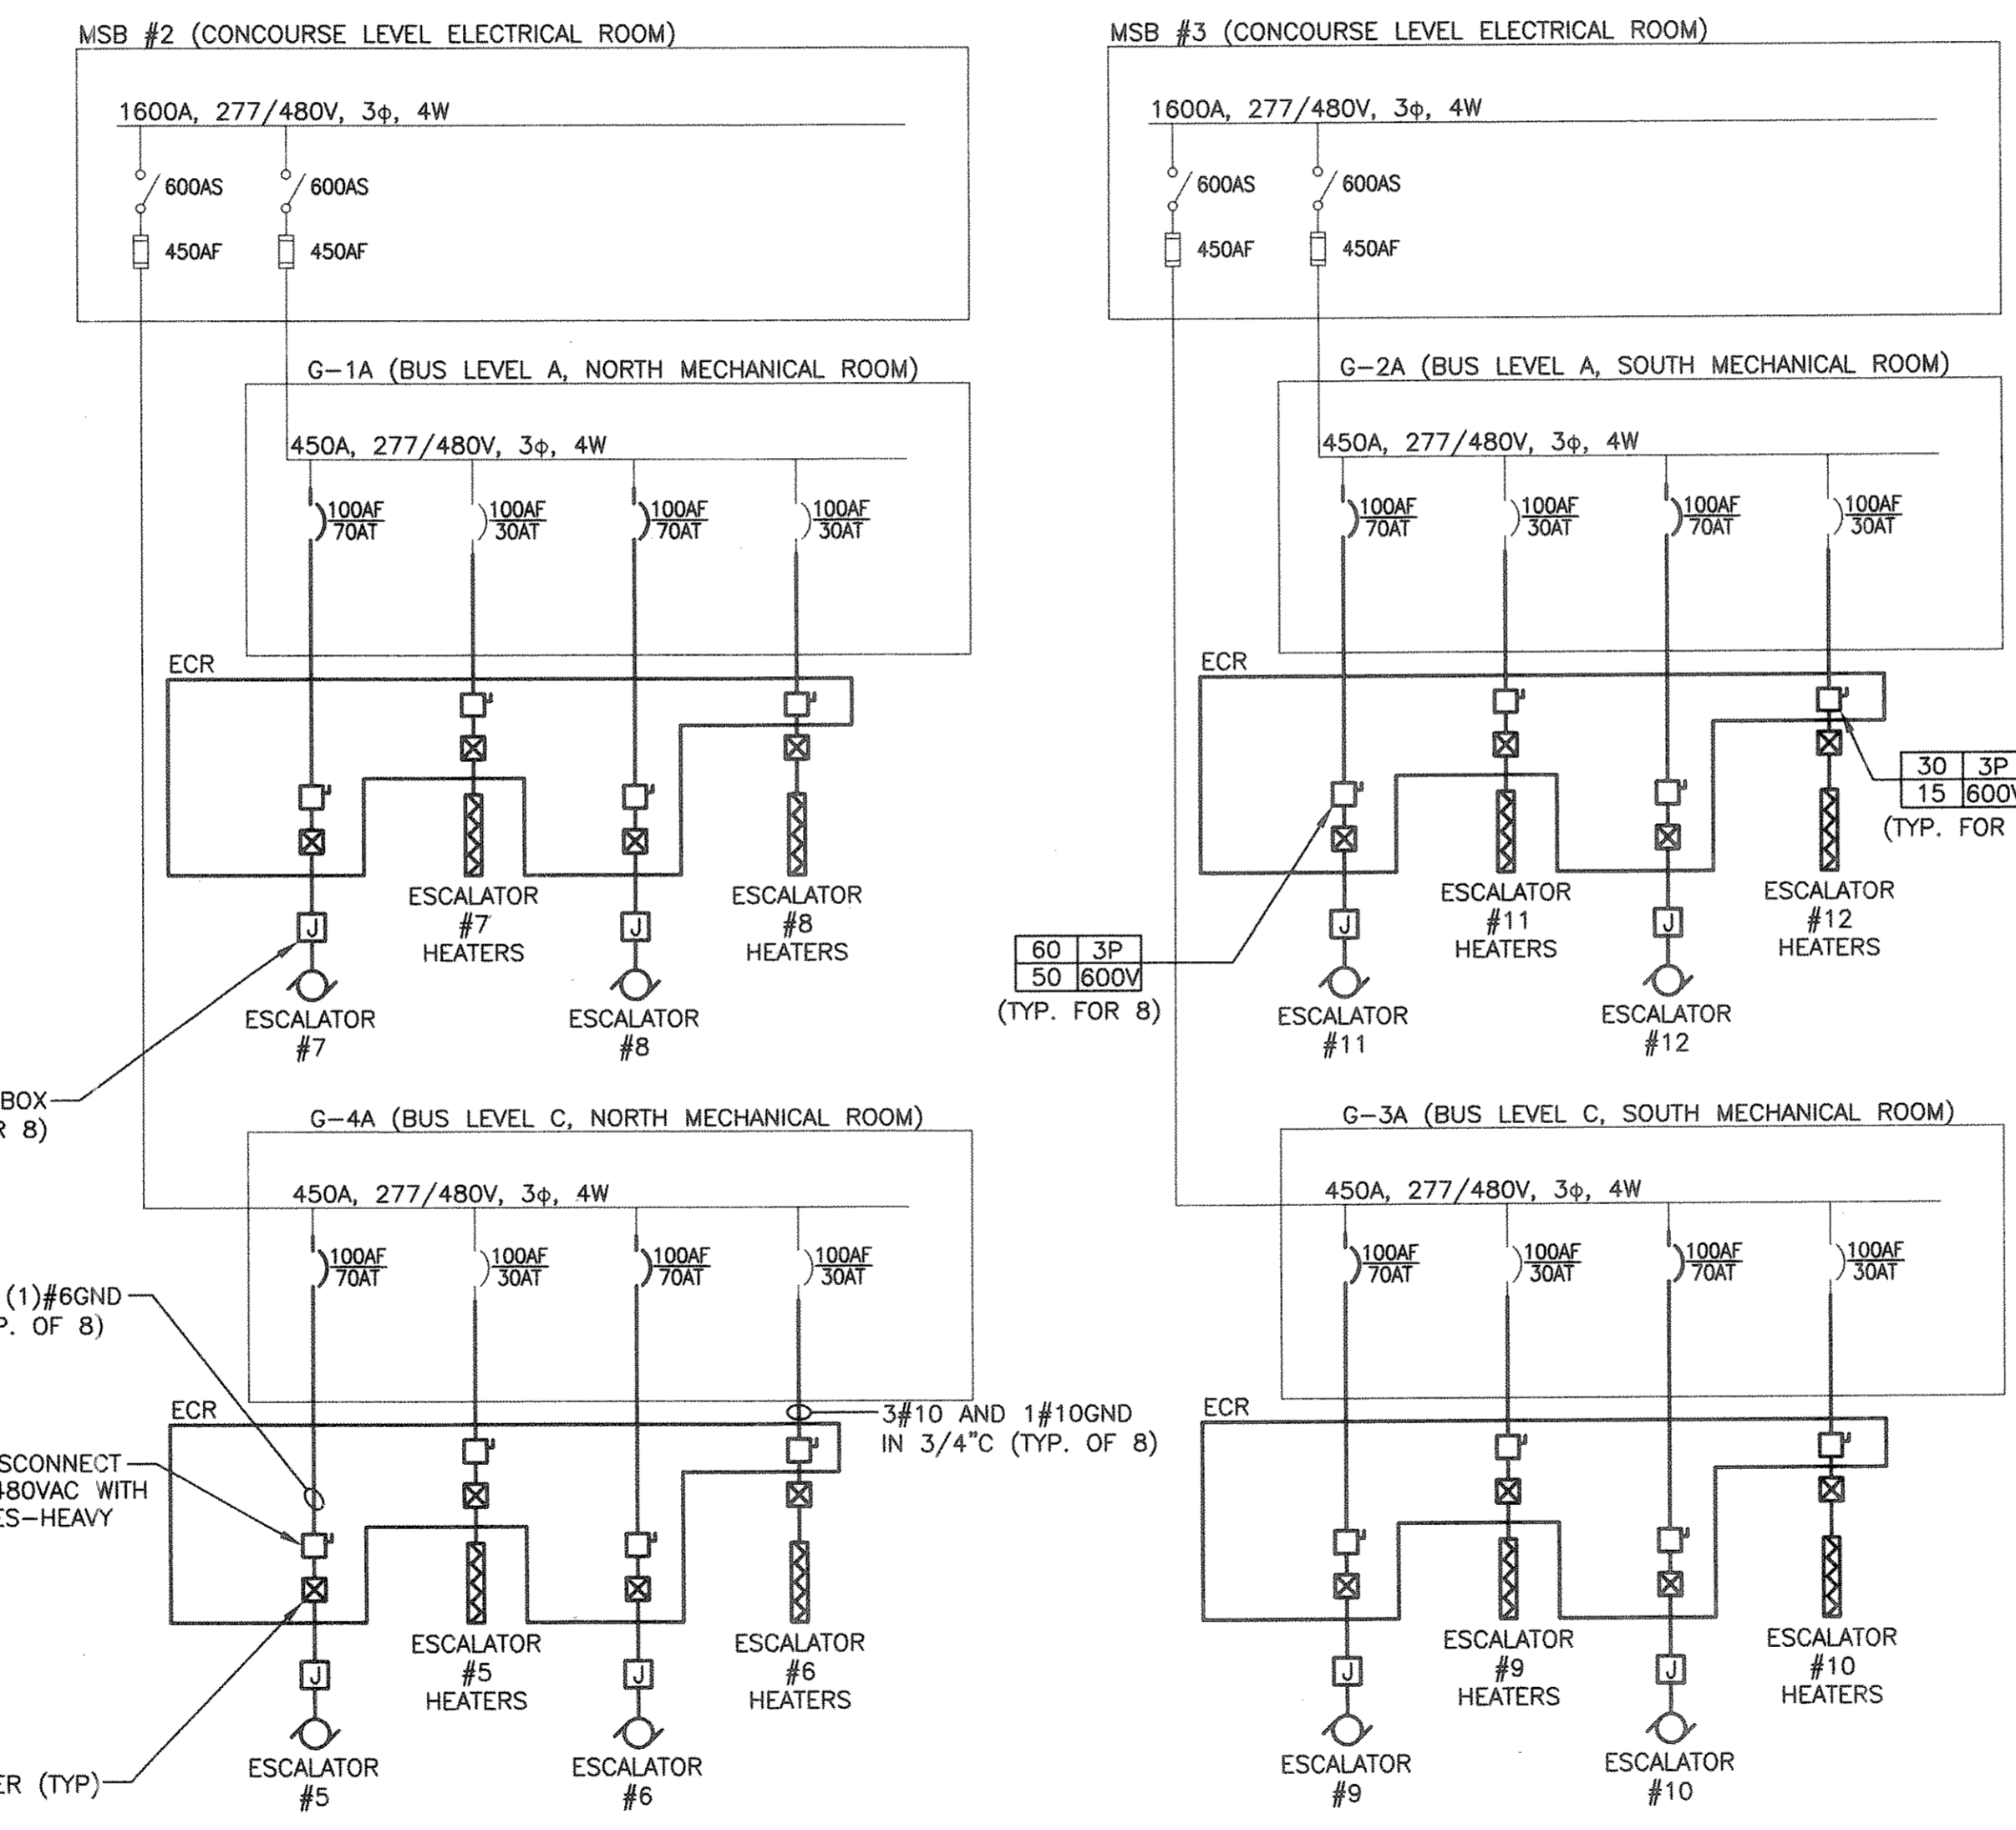 MSB #2 (CONCOURSE LEVEL ELECTRICAL ROOM)
1600A, 277/480V, 3φ, 4W
600AS
600AS
450AF
450AF
G-1A (BUS LEVEL A, NORTH MECHANICAL ROOM)
450A, 277/480V, 3φ, 4W
100AF
70AT
100AF
30AT
100AF
70AT
100AF
30AT
ECR
ESCALATOR
#7
HEATERS
ESCALATOR
#8
HEATERS
J
J
ESCALATOR
#7
ESCALATOR
#8
BOX
R 8)
G-4A (BUS LEVEL C, NORTH MECHANICAL ROOM)
450A, 277/480V, 3φ, 4W
100AF
70AT
100AF
30AT
100AF
70AT
100AF
30AT
(1)#6GND
P. OF 8)
ECR
3#10 AND 1#10GND
IN 3/4"C (TYP. OF 8)
SCONNECT
480VAC WITH
ES-HEAVY
ESCALATOR
#5
HEATERS
ESCALATOR
#6
HEATERS
J
J
ER (TYP)
ESCALATOR
#5
ESCALATOR
#6
MSB #3 (CONCOURSE LEVEL ELECTRICAL ROOM)
1600A, 277/480V, 3φ, 4W
600AS
600AS
450AF
450AF
G-2A (BUS LEVEL A, SOUTH MECHANICAL ROOM)
450A, 277/480V, 3φ, 4W
100AF
70AT
100AF
30AT
100AF
70AT
100AF
30AT
ECR
30 3P
15 600V
(TYP. FOR
ESCALATOR
#11
HEATERS
ESCALATOR
#12
HEATERS
60 3P
50 600V
(TYP. FOR 8)
J
J
ESCALATOR
#11
ESCALATOR
#12
G-3A (BUS LEVEL C, SOUTH MECHANICAL ROOM)
450A, 277/480V, 3φ, 4W
100AF
70AT
100AF
30AT
100AF
70AT
100AF
30AT
ECR
ESCALATOR
#9
HEATERS
ESCALATOR
#10
HEATERS
J
J
ESCALATOR
#9
ESCALATOR
#10